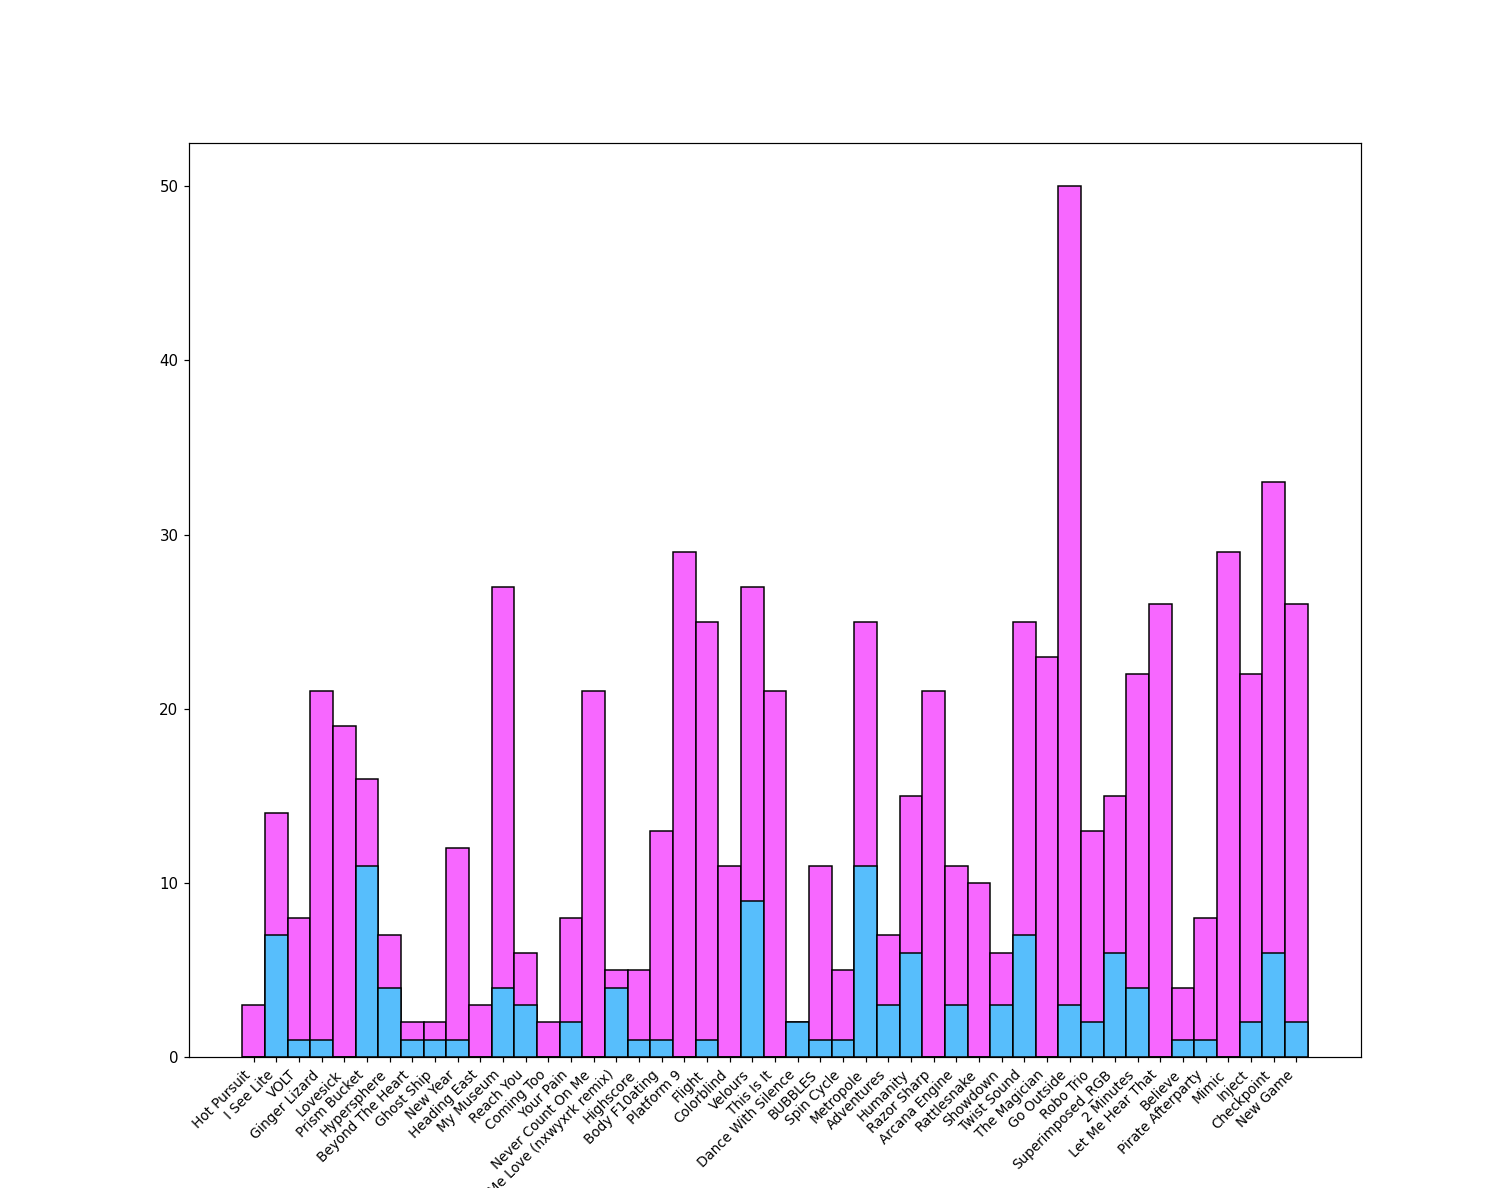 50
40
30
20
10
0
Hot Pursuit
I See Lite
VOLT
Ginger Lizard
Lovesick
Prism Bucket
Hypersphere
Beyond The Heart
Ghost Ship
New Year
Heading East
My Museum
Reach You
Coming Too
Your Pain
Never Count On Me
Me Love (nxwyxrk remix)
Highscore
Body F10ating
Platform 9
Flight
Colorblind
Velours
This Is It
Dance With Silence
BUBBLES
Spin Cycle
Metropole
Adventures
Humanity
Razor Sharp
Arcana Engine
Rattlesnake
Showdown
Twist Sound
The Magician
Go Outside
Robo Trio
Superimposed_RGB
2 Minutes
Let Me Hear That
Believe
Pirate Afterparty
Mimic
Inject
Checkpoint
New Game